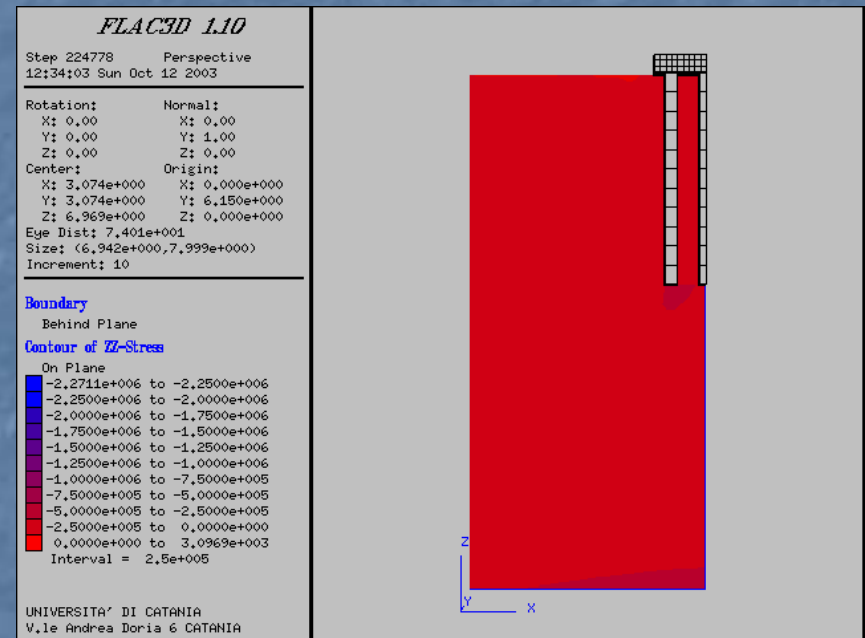 FLAC3D 1.10
Step 224778 Perspective
12:34:03 Sun Oct 12 2003
Rotation: Normal:
X: 0.00 X: 0.00
Y: 0.00 Y: 1.00
Z: 0.00 Z: 0.00
Center: Origin:
X: 3.074e+000 X: 0.000e+000
Y: 3.074e+000 Y: 6.150e+000
Z: 6.969e+000 Z: 0.000e+000
Eye Dist: 7.401e+001
Size: (6.942e+000,7.999e+000)
Increment: 10
Boundary
Behind Plane
Contour of ZZ-Stress
On Plane
-2.2711e+006 to -2.2500e+006
-2.2500e+006 to -2.0000e+006
-2.0000e+006 to -1.7500e+006
-1.7500e+006 to -1.5000e+006
-1.5000e+006 to -1.2500e+006
-1.2500e+006 to -1.0000e+006
-1.0000e+006 to -7.5000e+005
-7.5000e+005 to -5.0000e+005
-5.0000e+005 to -2.5000e+005
-2.5000e+005 to 0.0000e+000
0.0000e+000 to 3.0969e+003
Interval = 2.5e+005
UNIVERSITA' DI CATANIA
V.le Andrea Doria 6 CATANIA
Z
Y
X